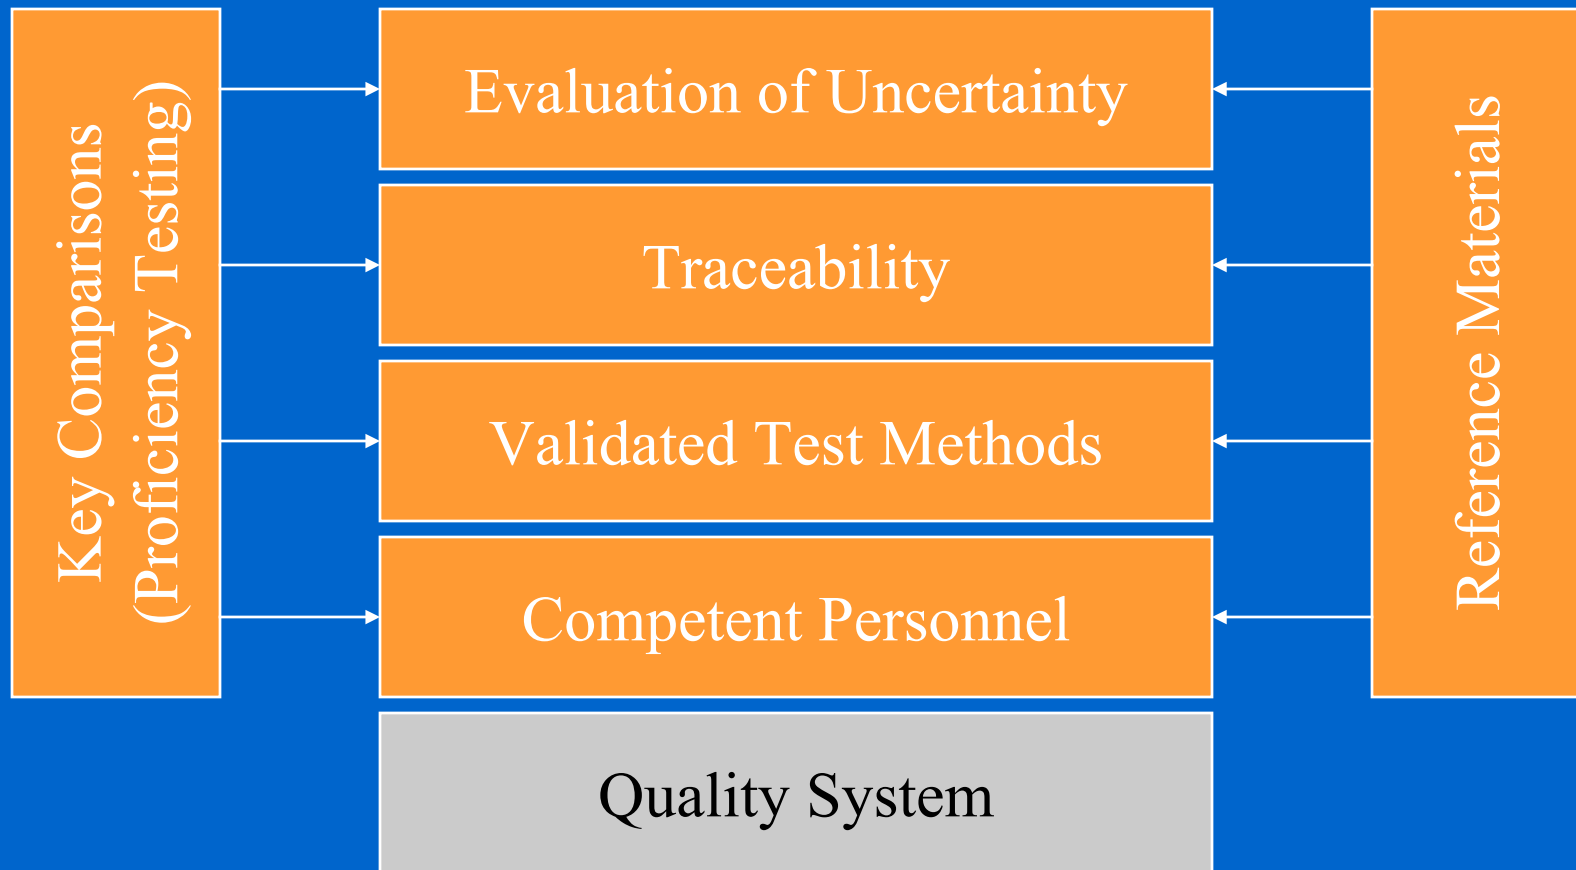 Key Comparisons
(Proficiency Testing)
Evaluation of Uncertainty
Traceability
Validated Test Methods
Competent Personnel
Quality System
Reference Materials